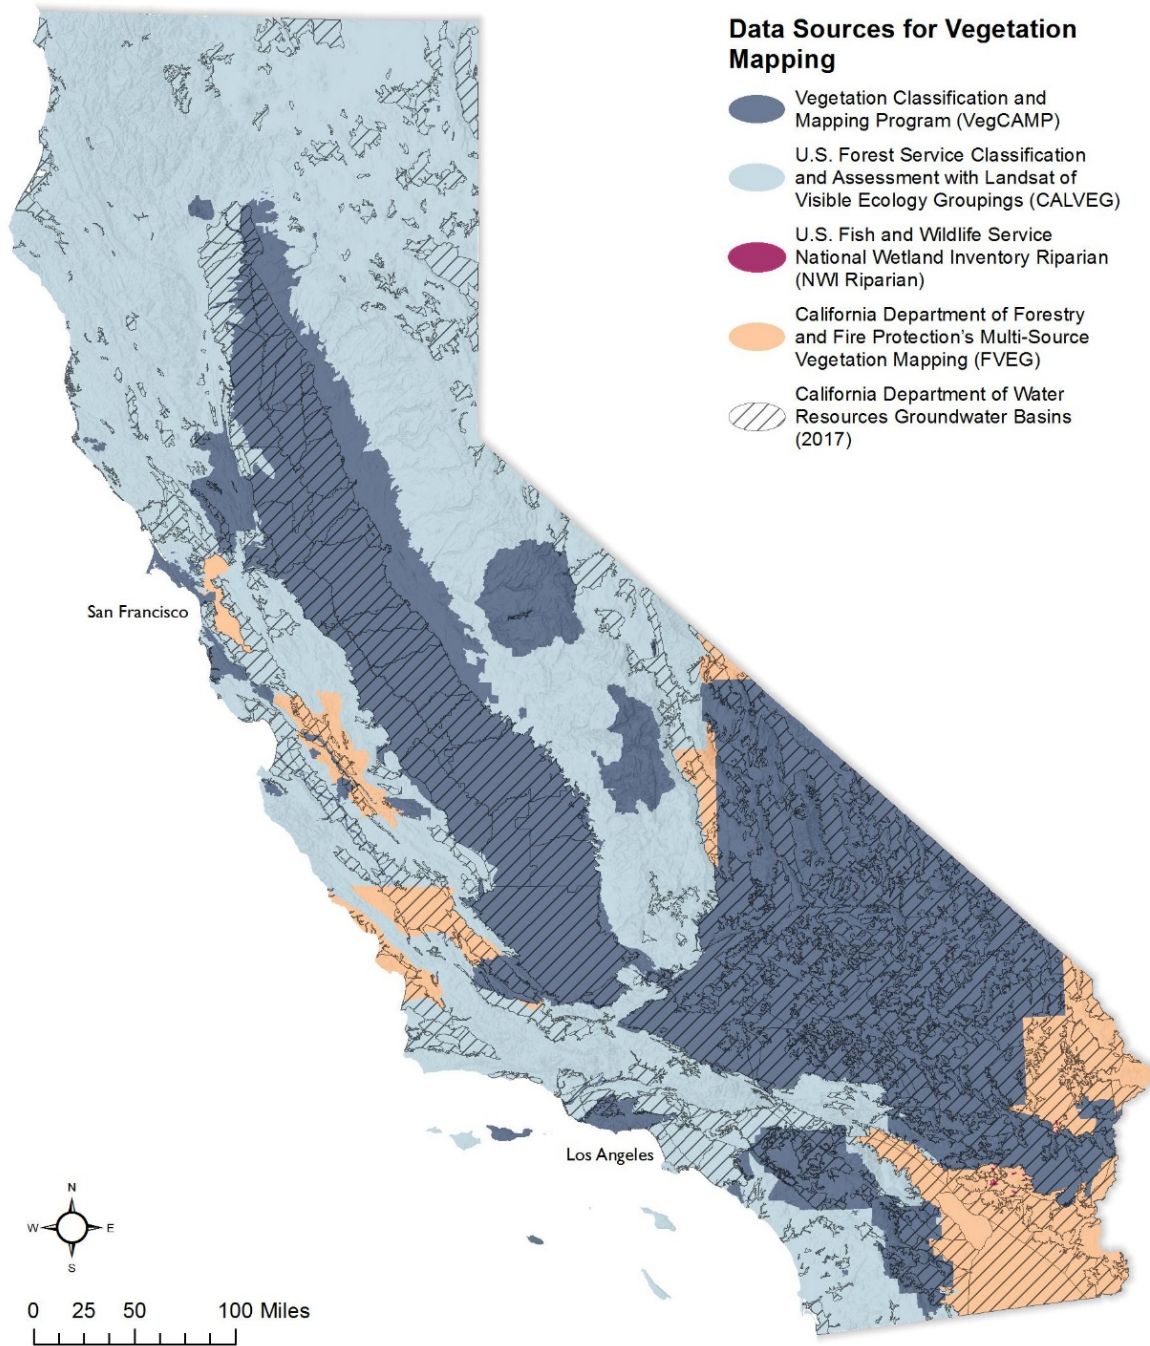 Data Sources for Vegetation
Mapping
Vegetation Classification and
Mapping Program (VegCAMP)
U.S. Forest Service Classification
and Assessment with Landsat of
Visible Ecology Groupings (CALVEG)
U.S. Fish and Wildlife Service
National Wetland Inventory Riparian
(NWI Riparian)
California Department of Forestry
and Fire Protection's Multi-Source
Vegetation Mapping (FVEG)
California Department of Water
Resources Groundwater Basins
(2017)
San Francisco
Los Angeles
N
W E
S
0 25 50 100 Miles